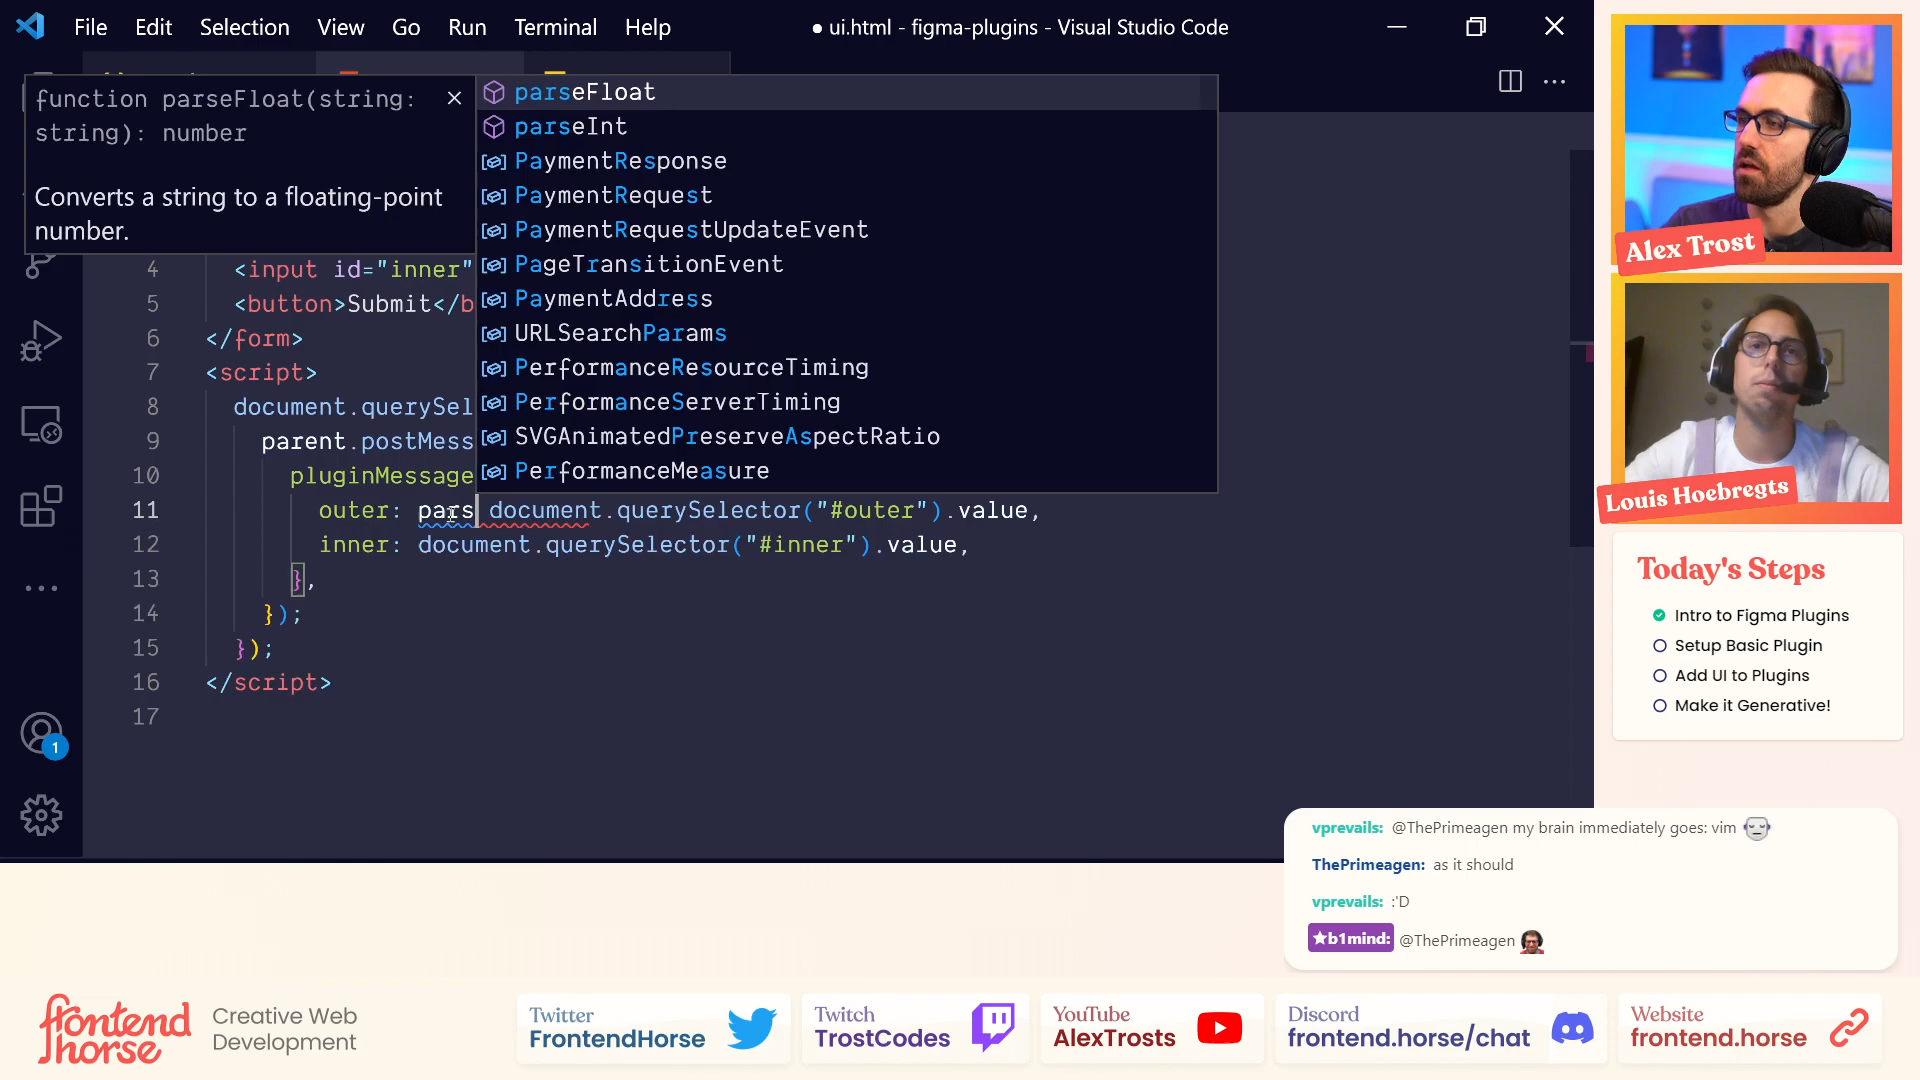 File Edit Selection View Go Run Terminal Help
● ui.html - figma-plugins - Visual Studio Code
function parseFloat(string:
string): number
Converts a string to a floating-point
number.
parseFloat
parseInt
PaymentResponse
PaymentRequest
PaymentRequestUpdateEvent
PageTransitionEvent
PaymentAddress
URLSearchParams
PerformanceResourceTiming
PerformanceServerTiming
SVGAnimatedPreserveAspectRatio
PerformanceMeasure
4 <input id="inner"
5 <button>Submit</b
6 </form>
7 <script>
8 document.querySel
9 parent.postMess
10 pluginMessage
11 outer: pars document.querySelector("#outer").value,
12 inner: document.querySelector("#inner").value,
13 },
14 });
15 });
16 </script>
17
1
Alex Trost
Louis Hoebregts
Today's Steps
Intro to Figma Plugins
Setup Basic Plugin
Add UI to Plugins
Make it Generative!
vprevails: @ThePrimeagen my brain immediately goes: vim
ThePrimeagen: as it should
vprevails: :'D
★b1mind: @ThePrimeagen
frontend
horse
Creative Web
Development
Twitter
FrontendHorse
Twitch
TrostCodes
YouTube
AlexTrosts
Discord
frontend.horse/chat
Website
frontend.horse